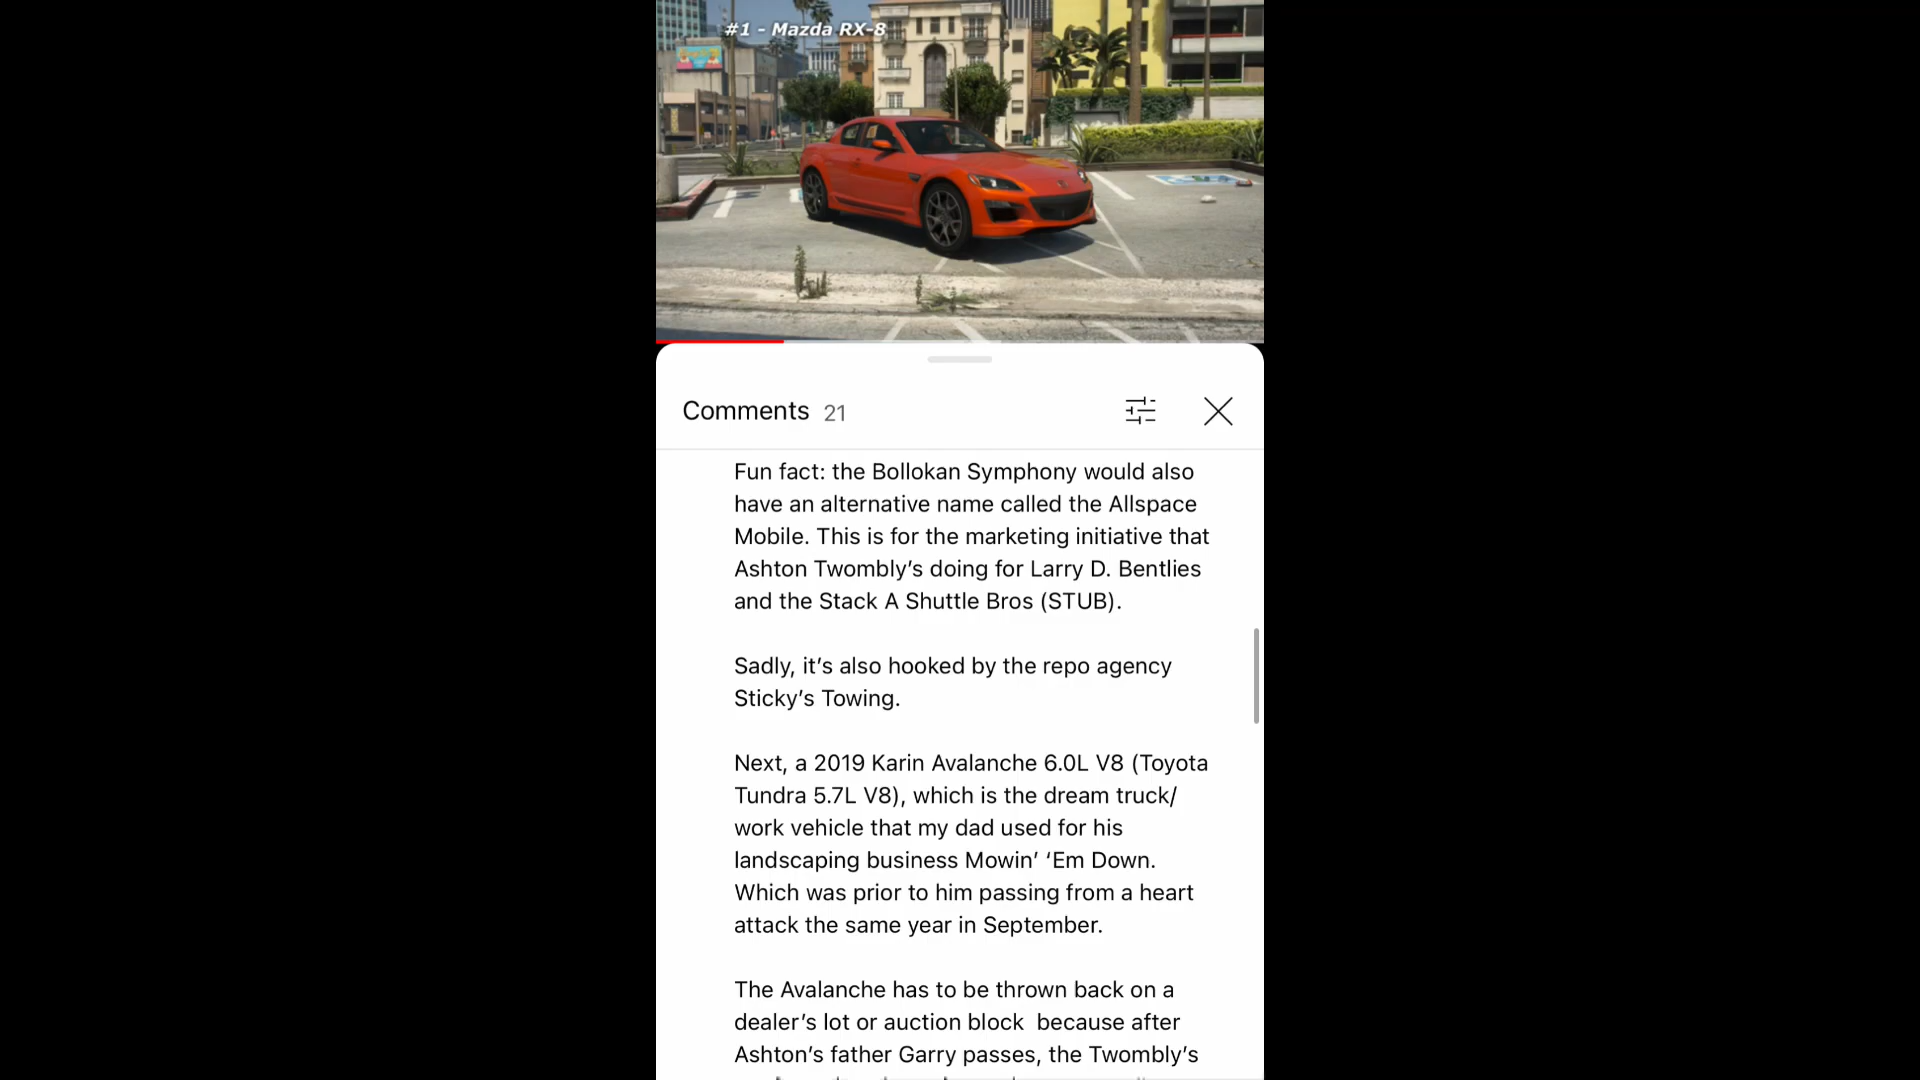 #1 - Mazda RX-8
Comments 21
Fun fact: the Bollokan Symphony would also
have an alternative name called the Allspace
Mobile. This is for the marketing initiative that
Ashton Twombly’s doing for Larry D. Bentlies
and the Stack A Shuttle Bros (STUB).
Sadly, it’s also hooked by the repo agency
Sticky’s Towing.
Next, a 2019 Karin Avalanche 6.0L V8 (Toyota
Tundra 5.7L V8), which is the dream truck/
work vehicle that my dad used for his
landscaping business Mowin’ ‘Em Down.
Which was prior to him passing from a heart
attack the same year in September.
The Avalanche has to be thrown back on a
dealer’s lot or auction block  because after
Ashton’s father Garry passes, the Twombly’s